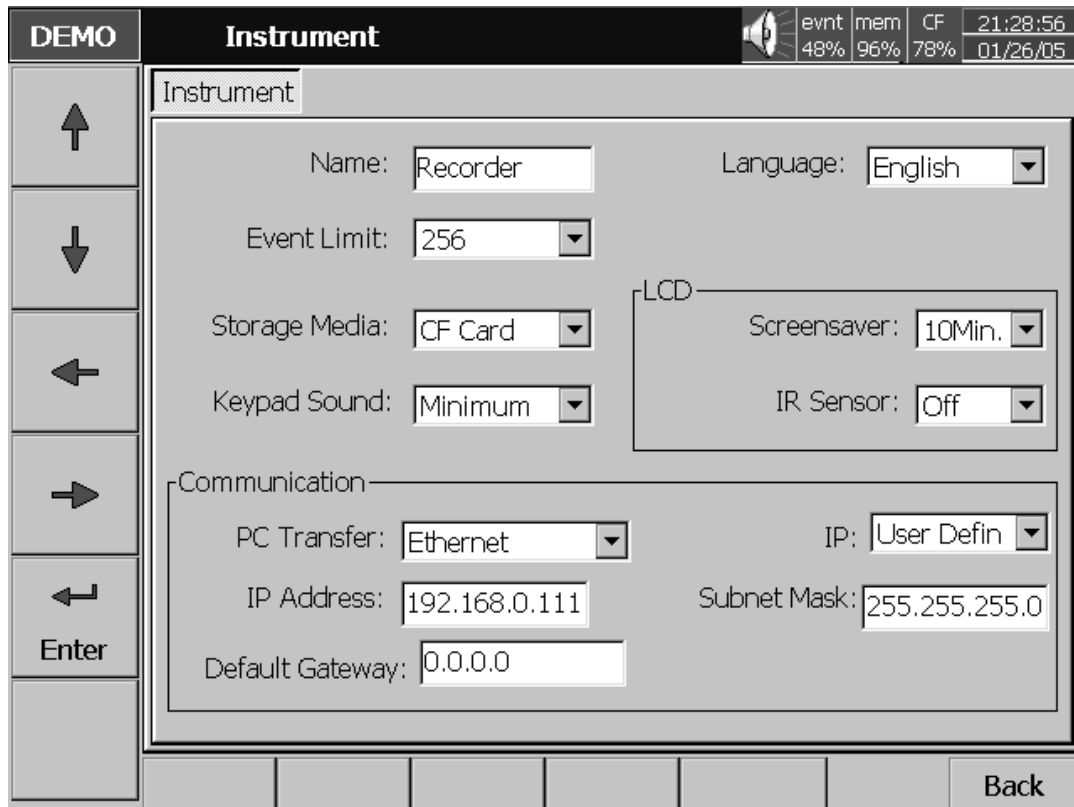 DEMO Instrument evnt mem CF 21:28:56
48% 96% 78% 01/26/05
Instrument
Name: Recorder Language: English
Event Limit: 256
LCD
Storage Media: CF Card Screensaver: 10Min.
Keypad Sound: Minimum IR Sensor: Off
Communication
PC Transfer: Ethernet IP: User Defin
IP Address: 192.168.0.111 Subnet Mask: 255.255.255.0
Enter
Default Gateway: 0.0.0.0
Back